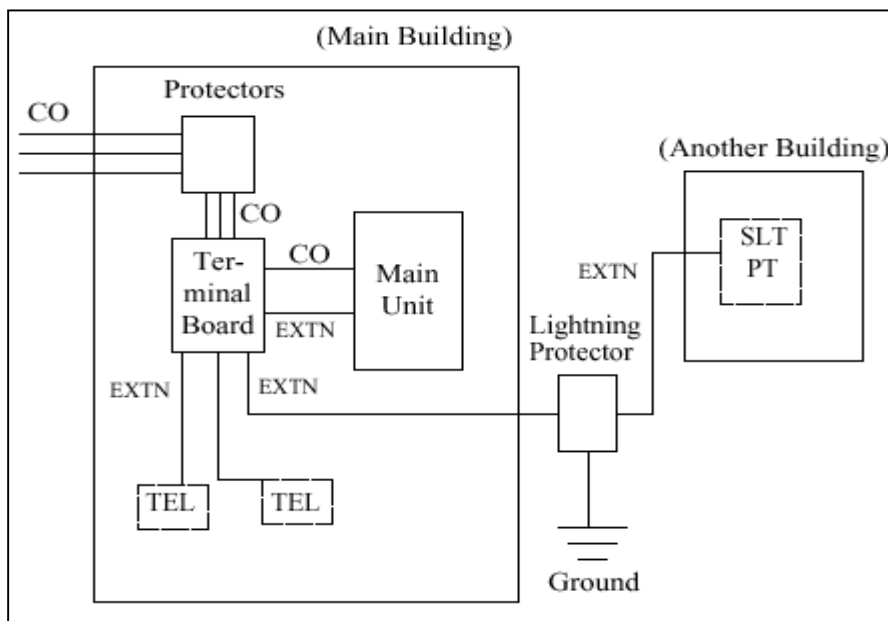 (Main Building)
Protectors
CO
(Another Building)
CO
SLT
PT
CO
Ter-
minal
Board
Main
Unit
EXTN
EXTN
Lightning
Protector
EXTN
EXTN
TEL
TEL
Ground